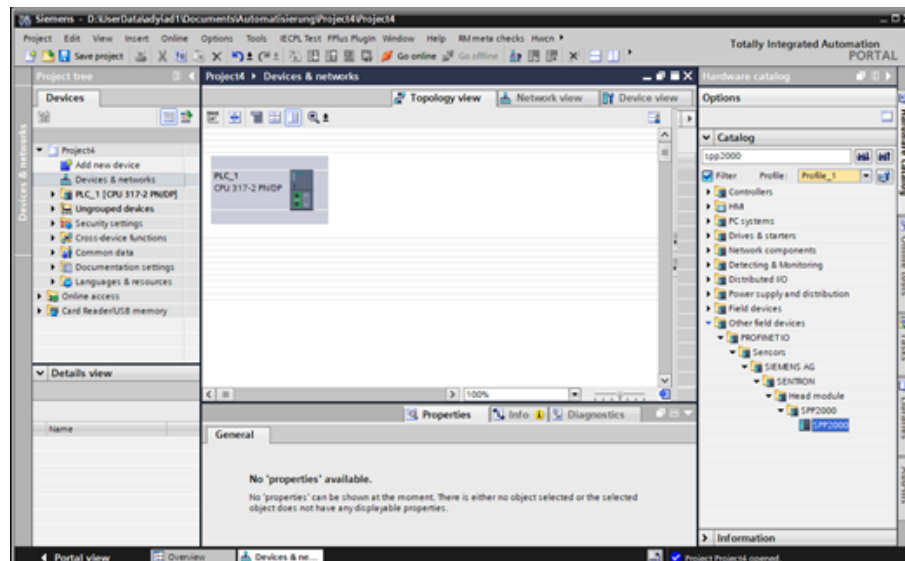 Siemens - D:\UserData\adyiad1\Documents\Automatisierung\Project4\Project4
Project Edit View Insert Online Options Tools IECPL Test FPlus Plugin Window Help RM meta checks Hwcn
Totally Integrated Automation
PORTAL
Save project
Go online
Go offline
Project tree
Devices
Project4
Add new device
Devices & networks
PLC_1 [CPU 317-2 PN/DP]
Ungrouped devices
Security settings
Cross-device functions
Common data
Documentation settings
Languages & resources
Online access
Card Reader/USB memory
Details view
Name
Devices & networks
Project4 Devices & networks
Topology view
Network view
Device view
PLC_1
CPU 317-2 PN/DP
100%
Properties
Info
Diagnostics
General
No 'properties' available.
No 'properties' can be shown at the moment. There is either no object selected or the selected
object does not have any displayable properties.
Hardware catalog
Options
Catalog
spp2000
Filter Profile: Profile_1
Controllers
HMI
PC systems
Drives & starters
Network components
Detecting & Monitoring
Distributed I/O
Power supply and distribution
Field devices
Other field devices
PROFINET IO
Sensors
SIEMENS AG
SENTRON
Head module
SPP2000
SPP2000
Information
Hardware catalog
Online tools
Tasks
Libraries
Portal view
Overview
Devices & ne...
Project Project4 opened.